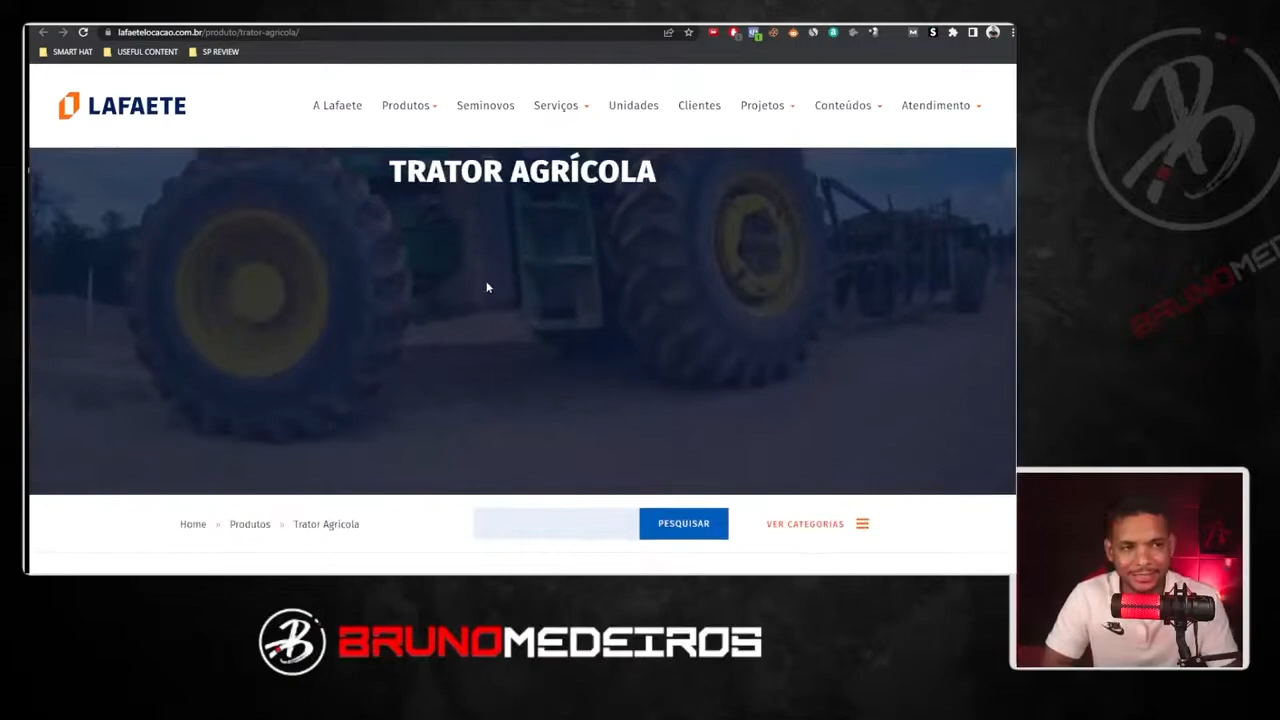 lafaetelocacao.com.br/produto/trator-agricola/
SMART HAT USEFUL CONTENT SP REVIEW
LAFAETE A Lafaete Produtos Seminovos Serviços Unidades Clientes Projetos Conteúdos Atendimento
TRATOR AGRÍCOLA
Home » Produtos » Trator Agricola PESQUISAR VER CATEGORIAS
BRUNOMEDEIROS